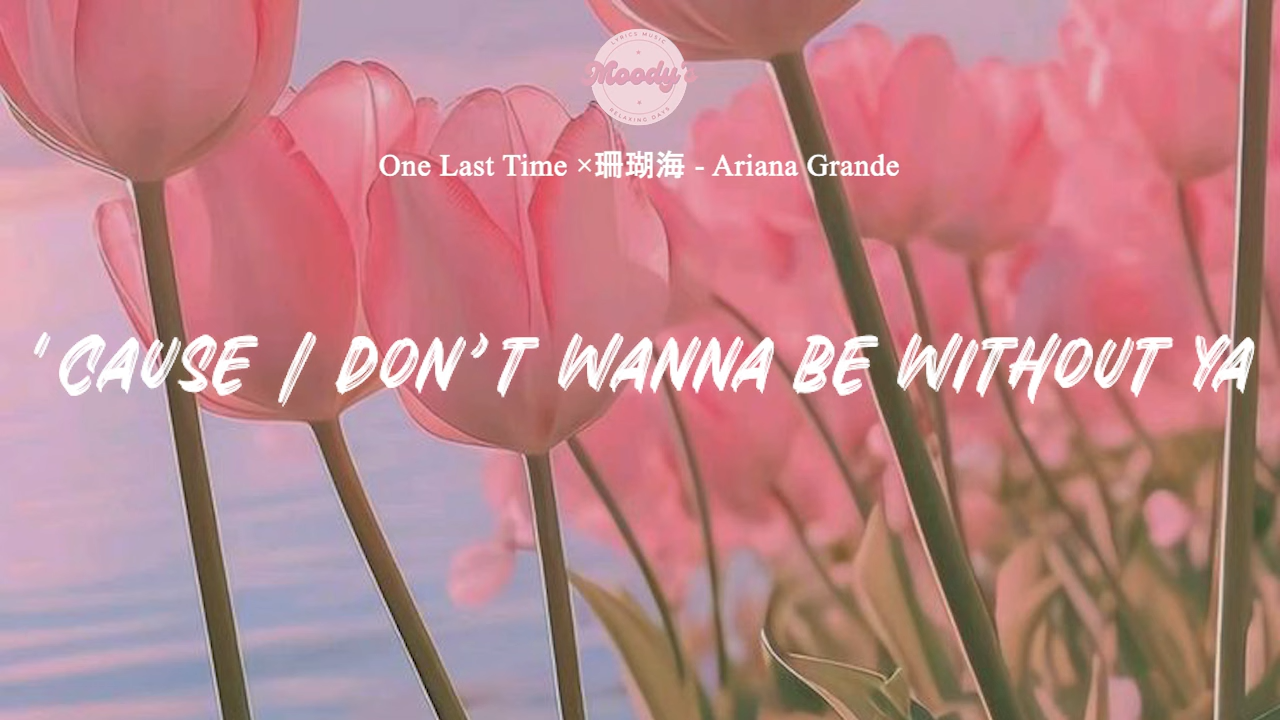 LYRICS MUSIC
Moody's
RELAXING DAYS
One Last Time ×珊瑚海 - Ariana Grande
'CAUSE I DON'T WANNA BE WITHOUT YA